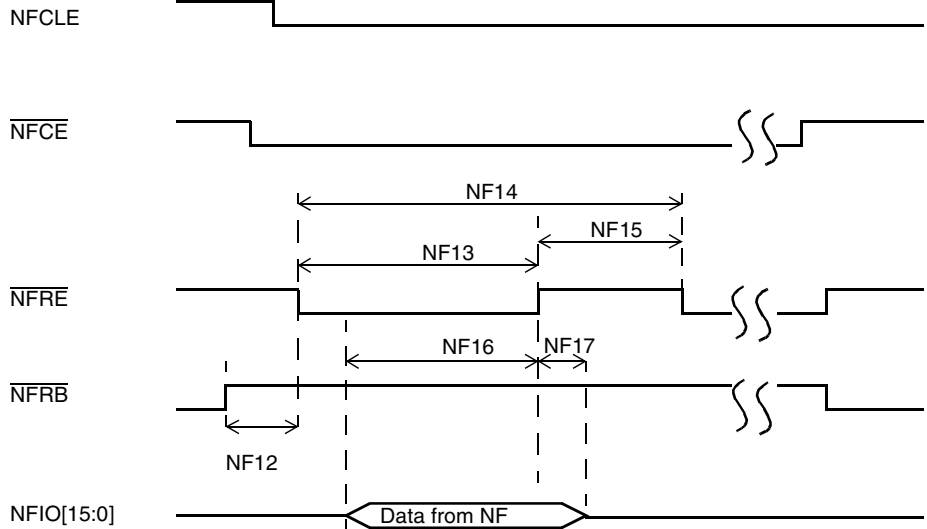 NFCLE
NFCE
NF14
NF15
NF13
NFRE
NF16
NF17
NFRB
NF12
NFIO[15:0]
Data from NF